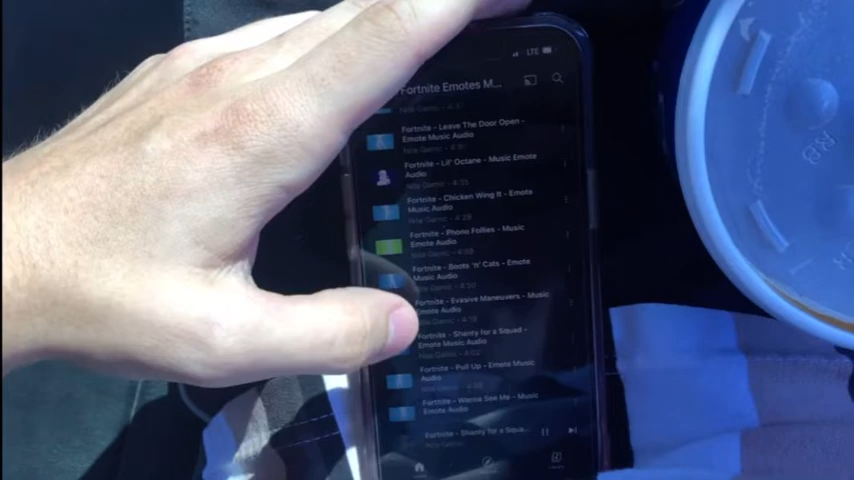 LTE
Fortnite Emotes M...
Fortnite - Leave The Door Open -
Emote Music Audio
Fortnite - Lil' Octane - Music Emote
Audio
Fortnite - Chicken Wing It - Emote
Music Audio
Fortnite - Phone Follies - Music
Emote Audio
Fortnite - Boots 'n' Cats - Emote
Music Audio
Fortnite - Evasive Maneuvers - Music
Emote Audio
Fortnite - Shanty for a Squad -
Emote Music Audio
Fortnite - Pull Up - Emote Music
Audio
Fortnite - Wanna See Me - Music
Emote Audio
Fortnite - Shanty for a Squa...
RB